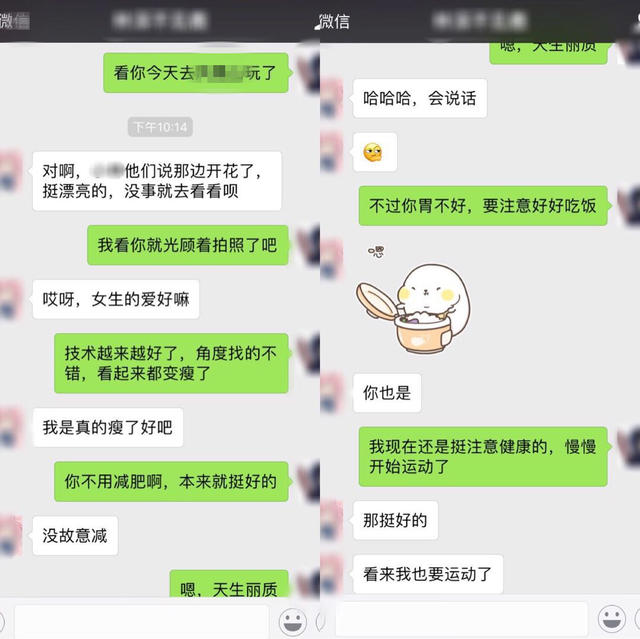 微信
看你今天去
玩了
下午10:14
对啊，
他们说那边开花了，
挺漂亮的，没事就去看看呗
我看你就光顾着拍照了吧
哎呀，女生的爱好嘛
技术越来越好了，角度找的不
错，看起来都变瘦了
我是真的瘦了好吧
你不用减肥啊，本来就挺好的
没故意减
嗯，天生丽质
微信
嗯，天生丽质
哈哈哈，会说话
不过你胃不好，要注意好好吃饭
嗯
你也是
我现在还是挺注意健康的，慢慢
开始运动了
那挺好的
看来我也要运动了